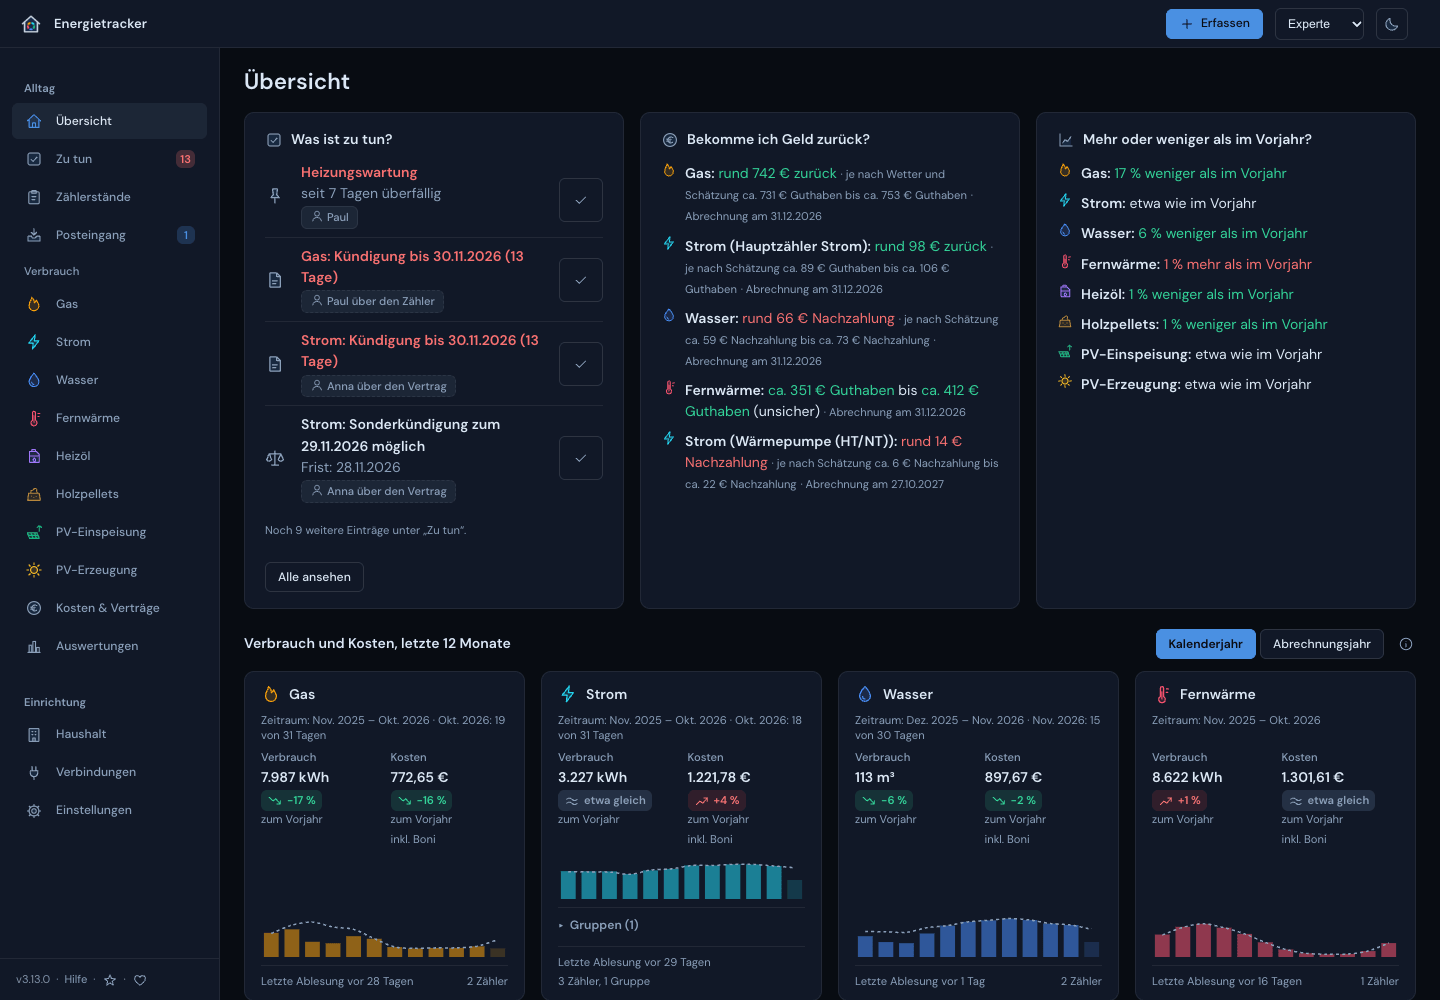 Energietracker
Erfassen
Experte
Alltag
Übersicht
Zu tun
13
Zählerstände
Posteingang
1
Verbrauch
Gas
Strom
Wasser
Fernwärme
Heizöl
Holzpellets
PV-Einspeisung
PV-Erzeugung
Kosten & Verträge
Auswertungen
Einrichtung
Haushalt
Verbindungen
Einstellungen
v3.13.0 · Hilfe · ·
Übersicht
Was ist zu tun?
Heizungswartung
seit 7 Tagen überfällig
Paul
Gas: Kündigung bis 30.11.2026 (13
Tage)
Paul über den Zähler
Strom: Kündigung bis 30.11.2026 (13
Tage)
Anna über den Vertrag
Strom: Sonderkündigung zum
29.11.2026 möglich
Frist: 28.11.2026
Anna über den Vertrag
Noch 9 weitere Einträge unter „Zu tun“.
Alle ansehen
Bekomme ich Geld zurück?
Gas: rund 742 € zurück · je nach Wetter und
Schätzung ca. 731 € Guthaben bis ca. 753 € Guthaben ·
Abrechnung am 31.12.2026
Strom (Hauptzähler Strom): rund 98 € zurück ·
je nach Schätzung ca. 89 € Guthaben bis ca. 106 €
Guthaben · Abrechnung am 31.12.2026
Wasser: rund 66 € Nachzahlung · je nach Schätzung
ca. 59 € Nachzahlung bis ca. 73 € Nachzahlung ·
Abrechnung am 31.12.2026
Fernwärme: ca. 351 € Guthaben bis ca. 412 €
Guthaben (unsicher) · Abrechnung am 31.12.2026
Strom (Wärmepumpe (HT/NT)): rund 14 €
Nachzahlung · je nach Schätzung ca. 6 € Nachzahlung bis
ca. 22 € Nachzahlung · Abrechnung am 27.10.2027
Mehr oder weniger als im Vorjahr?
Gas: 17 % weniger als im Vorjahr
Strom: etwa wie im Vorjahr
Wasser: 6 % weniger als im Vorjahr
Fernwärme: 1 % mehr als im Vorjahr
Heizöl: 1 % weniger als im Vorjahr
Holzpellets: 1 % weniger als im Vorjahr
PV-Einspeisung: etwa wie im Vorjahr
PV-Erzeugung: etwa wie im Vorjahr
Verbrauch und Kosten, letzte 12 Monate
Kalenderjahr
Abrechnungsjahr
Gas
Zeitraum: Nov. 2025 – Okt. 2026 · Okt. 2026: 19
von 31 Tagen
Verbrauch Kosten
7.987 kWh 772,65 €
-17 % -16 %
zum Vorjahr zum Vorjahr
inkl. Boni
Letzte Ablesung vor 28 Tagen 2 Zähler
Strom
Zeitraum: Nov. 2025 – Okt. 2026 · Okt. 2026: 18
von 31 Tagen
Verbrauch Kosten
3.227 kWh 1.221,78 €
etwa gleich +4 %
zum Vorjahr zum Vorjahr
inkl. Boni
Gruppen (1)
Letzte Ablesung vor 29 Tagen
3 Zähler, 1 Gruppe
Wasser
Zeitraum: Dez. 2025 – Nov. 2026 · Nov. 2026: 15
von 30 Tagen
Verbrauch Kosten
113 m³ 897,67 €
-6 % -2 %
zum Vorjahr zum Vorjahr
inkl. Boni
Letzte Ablesung vor 1 Tag 2 Zähler
Fernwärme
Zeitraum: Nov. 2025 – Okt. 2026
Verbrauch Kosten
8.622 kWh 1.301,61 €
+1 % etwa gleich
zum Vorjahr zum Vorjahr
inkl. Boni
Letzte Ablesung vor 16 Tagen 1 Zähler